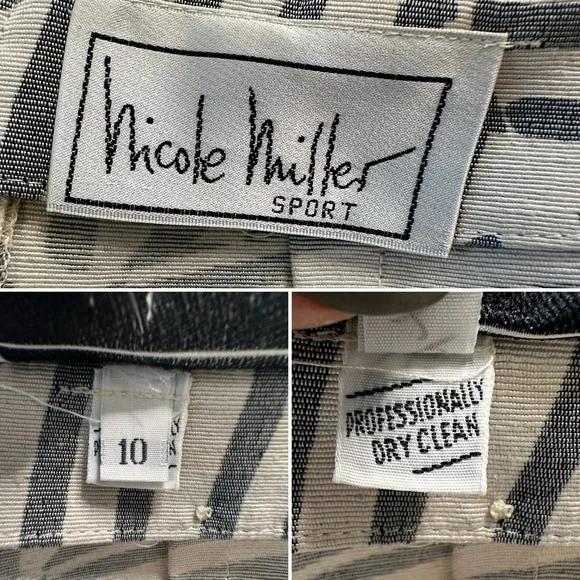 Nicole Miller
SPORT
10
PROFESSIONALLY
DRY CLEAN